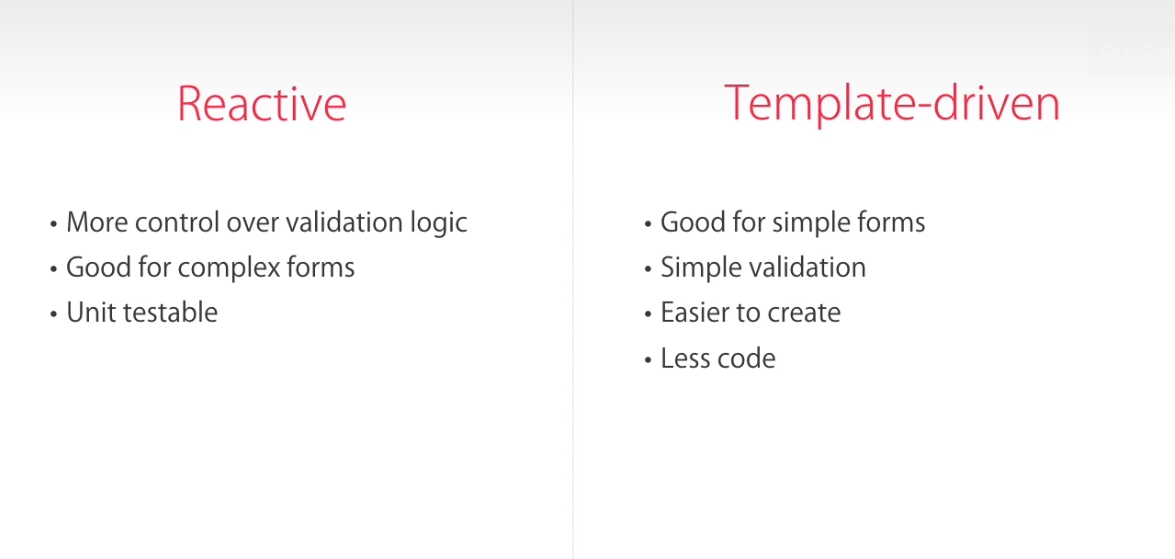 Reactive
• More control over validation logic
• Good for complex forms
• Unit testable
Template-driven
• Good for simple forms
• Simple validation
• Easier to create
• Less code